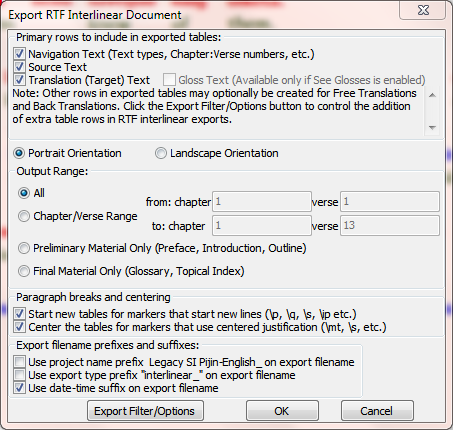 Export RTF Interlinear Document
Primary rows to include in exported tables:
Navigation Text (Text types, Chapter:Verse numbers, etc.)
Source Text
Translation (Target) Text Gloss Text (Available only if See Glosses is enabled)
Note: Other rows in exported tables may optionally be created for Free Translations
and Back Translations. Click the Export Filter/Options button to control the addition
of extra table rows in RTF interlinear exports.
Portrait Orientation Landscape Orientation
Output Range:
All
from: chapter 1 verse 1
Chapter/Verse Range
to: chapter 1 verse 13
Preliminary Material Only (Preface, Introduction, Outline)
Final Material Only (Glossary, Topical Index)
Paragraph breaks and centering
Start new tables for markers that start new lines (\p, \q, \s, \ip etc.)
Center the tables for markers that use centered justification (\mt, \s, etc.)
Export filename prefixes and suffixes:
Use project name prefix Legacy SI Pijin-English_ on export filename
Use export type prefix "interlinear_" on export filename
Use date-time suffix on export filename
Export Filter/Options OK Cancel